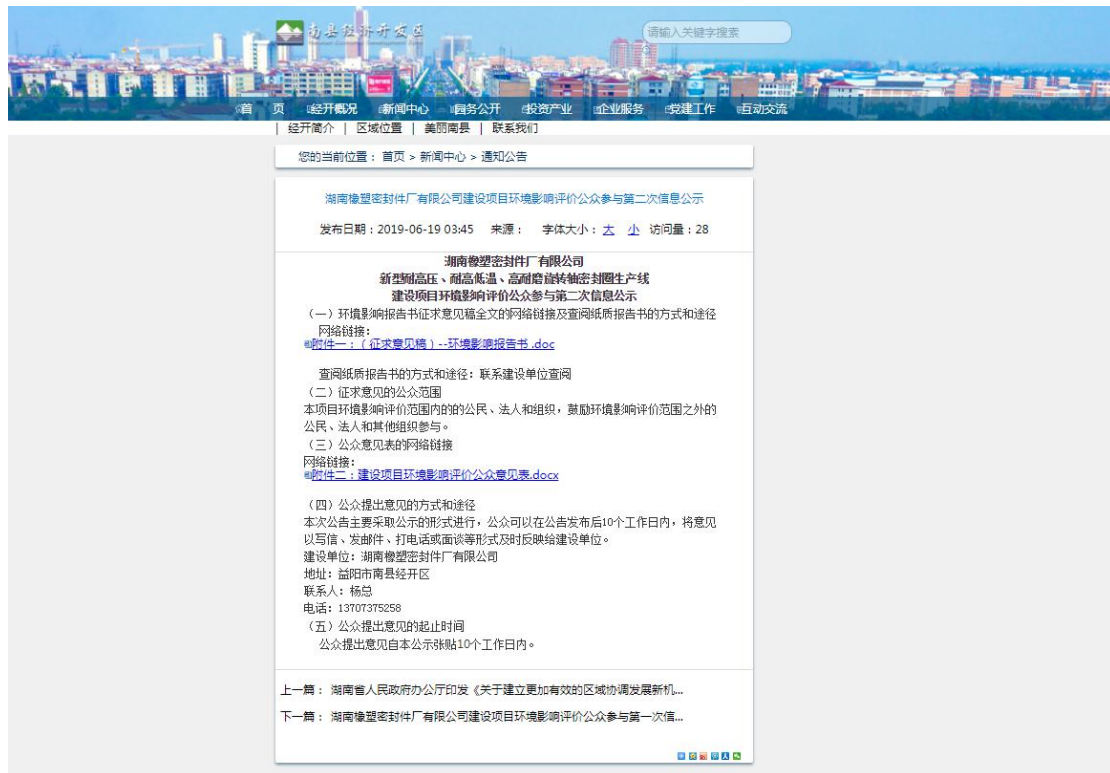 南县经济开发区
请输入关键字搜索
首 页 经开概况 新闻中心 园务公开 投资产业 企业服务 党建工作 互动交流
| 经开简介 | 区域位置 | 美丽南县 | 联系我们
您的当前位置： 首页 > 新闻中心 > 通知公告
湖南橡塑密封件厂有限公司建设项目环境影响评价公众参与第二次信息公示
发布日期：2019-06-19 03:45 来源： 字体大小： 大 小 访问量：28
湖南橡塑密封件厂有限公司
新型耐高压、耐高低温、高耐磨旋转轴密封圈生产线
建设项目环境影响评价公众参与第二次信息公示
（一）环境影响报告书征求意见稿全文的网络链接及查阅纸质报告书的方式和途径
网络链接：
附件一：（征求意见稿）--环境影响报告书 .doc
查阅纸质报告书的方式和途径：联系建设单位查阅
（二）征求意见的公众范围
本项目环境影响评价范围内的的公民、法人和组织，鼓励环境影响评价范围之外的
公民、法人和其他组织参与。
（三）公众意见表的网络链接
网络链接：
附件二：建设项目环境影响评价公众意见表.docx
（四）公众提出意见的方式和途径
本次公告主要采取公示的形式进行，公众可以在公告发布后10个工作日内，将意见
以写信、发邮件、打电话或面谈等形式及时反映给建设单位。
建设单位：湖南橡塑密封件厂有限公司
地址：益阳市南县经开区
联系人：杨总
电话：13707375258
（五）公众提出意见的起止时间
公众提出意见自本公示张贴10个工作日内。
上一篇： 湖南省人民政府办公厅印发《关于建立更加有效的区域协调发展新机...
下一篇： 湖南橡塑密封件厂有限公司建设项目环境影响评价公众参与第一次信...